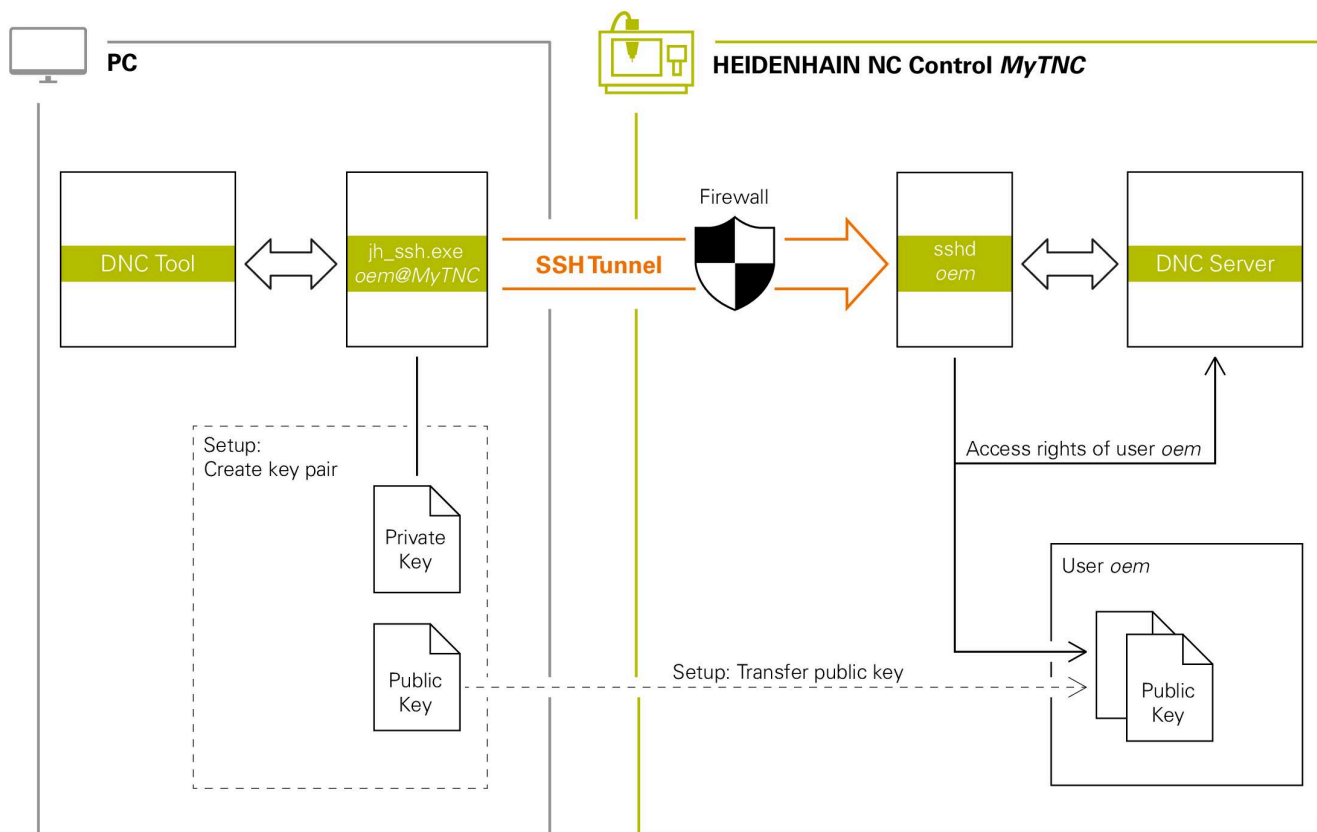 PC
HEIDENHAIN NC Control MyTNC
DNC Tool
jh_ssh.exe
oem@MyTNC
SSH Tunnel
Firewall
sshd
oem
DNC Server
Setup:
Create key pair
Private
Key
Public
Key
Access rights of user oem
Setup: Transfer public key
User oem
Public
Key